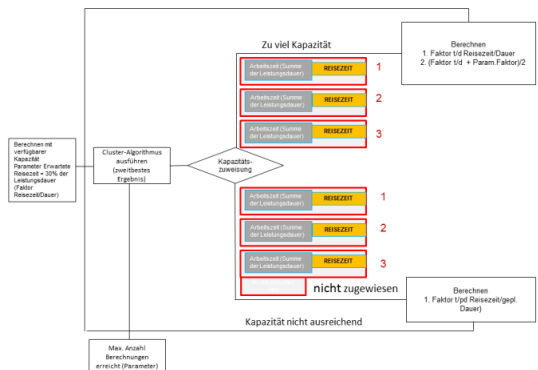 Zu viel Kapazität
Berechnen
1. Faktor t/d Reisezeit/Dauer
2. (Faktor t/d + Param.Faktor)/2
Arbeitszeit (Summe
der Leistungsdauer)
REISEZEIT
1
Arbeitszeit (Summe
der Leistungsdauer)
REISEZEIT
2
Arbeitszeit (Summe
der Leistungsdauer)
REISEZEIT
3
Berechnen mit
verfügbarer
Kapazität
Parameter Erwartete
Reisezeit = 30% der
Leistungsdauer
(Faktor
Reisezeit/Dauer)
Cluster-Algorithmus
ausführen
(zweitbestes
Ergebnis)
Kapazitäts-
zuweisung
Arbeitszeit (Summe
der Leistungsdauer)
REISEZEIT
1
Arbeitszeit (Summe
der Leistungsdauer)
REISEZEIT
2
Arbeitszeit (Summe
der Leistungsdauer)
REISEZEIT
3
nicht zugewiesen
Berechnen
1. Faktor t/pd Reisezeit/gepl.
Dauer)
Kapazität nicht ausreichend
Max. Anzahl
Berechnungen
erreicht (Parameter)